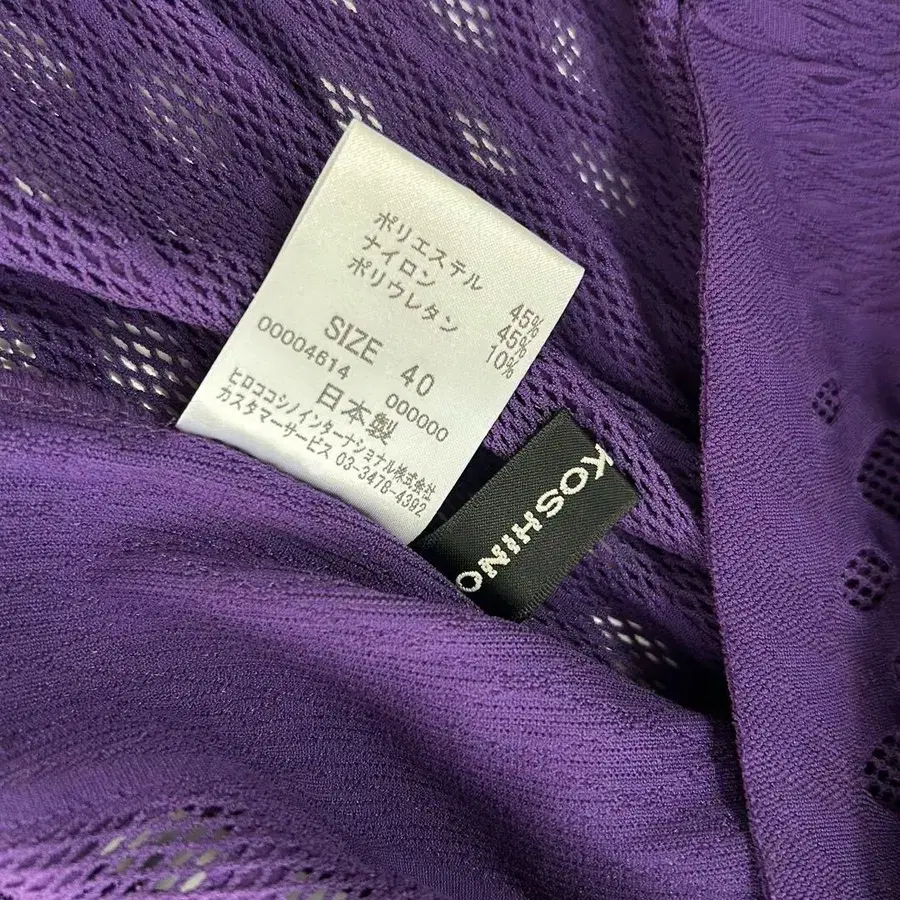 ポリエステル 45%
ナイロン 45%
ポリウレタン 10%
SIZE 40
00004614 000000
日本製
ヒロココシノインターナショナル株式会社
カスタマーサービス 03-3478-4392
KOSHINO